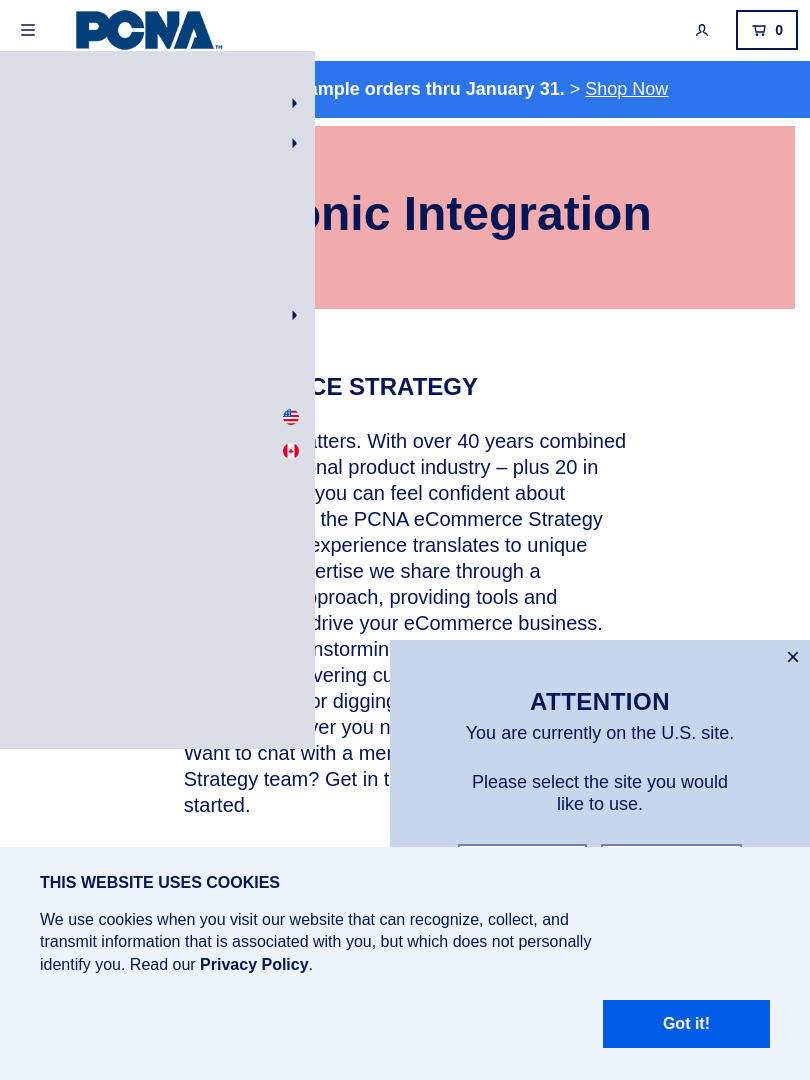 PCNA
TM
0
ample orders thru January 31. > Shop Now
onic Integration
CE STRATEGY
atters. With over 40 years combined
onal product industry – plus 20 in
you can feel confident about
the PCNA eCommerce Strategy
experience translates to unique
ertise we share through a
pproach, providing tools and
drive your eCommerce business.
nstorming
vering cu
or digging
ver you n
Want to chat with a mem
Strategy team? Get in t
started.
ATTENTION
You are currently on the U.S. site.
Please select the site you would
like to use.
THIS WEBSITE USES COOKIES
We use cookies when you visit our website that can recognize, collect, and
transmit information that is associated with you, but which does not personally
identify you. Read our Privacy Policy.
Got it!